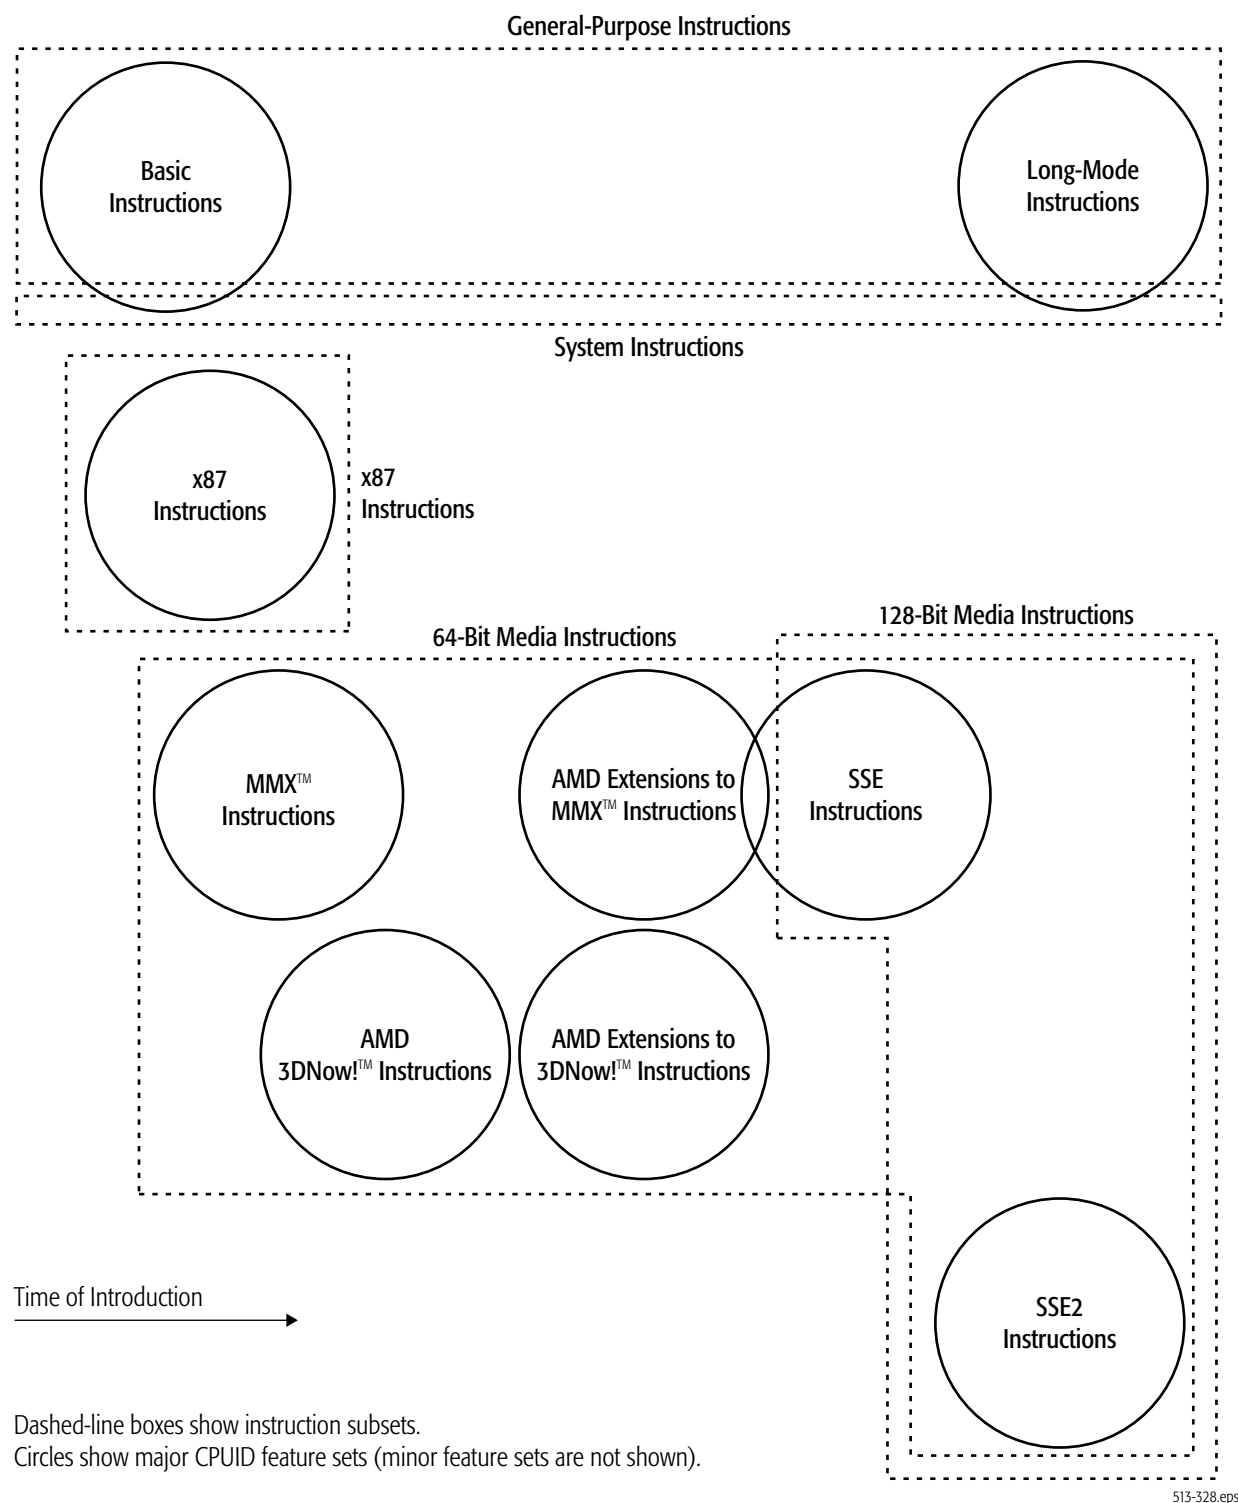 General-Purpose Instructions
Basic
Instructions
Long-Mode
Instructions
System Instructions
x87
Instructions
x87
Instructions
128-Bit Media Instructions
64-Bit Media Instructions
MMX™
Instructions
AMD Extensions to
MMX™ Instructions
SSE
Instructions
AMD
3DNow!™ Instructions
AMD Extensions to
3DNow!™ Instructions
Time of Introduction
SSE2
Instructions
Dashed-line boxes show instruction subsets.
Circles show major CPUID feature sets (minor feature sets are not shown).
513-328.eps